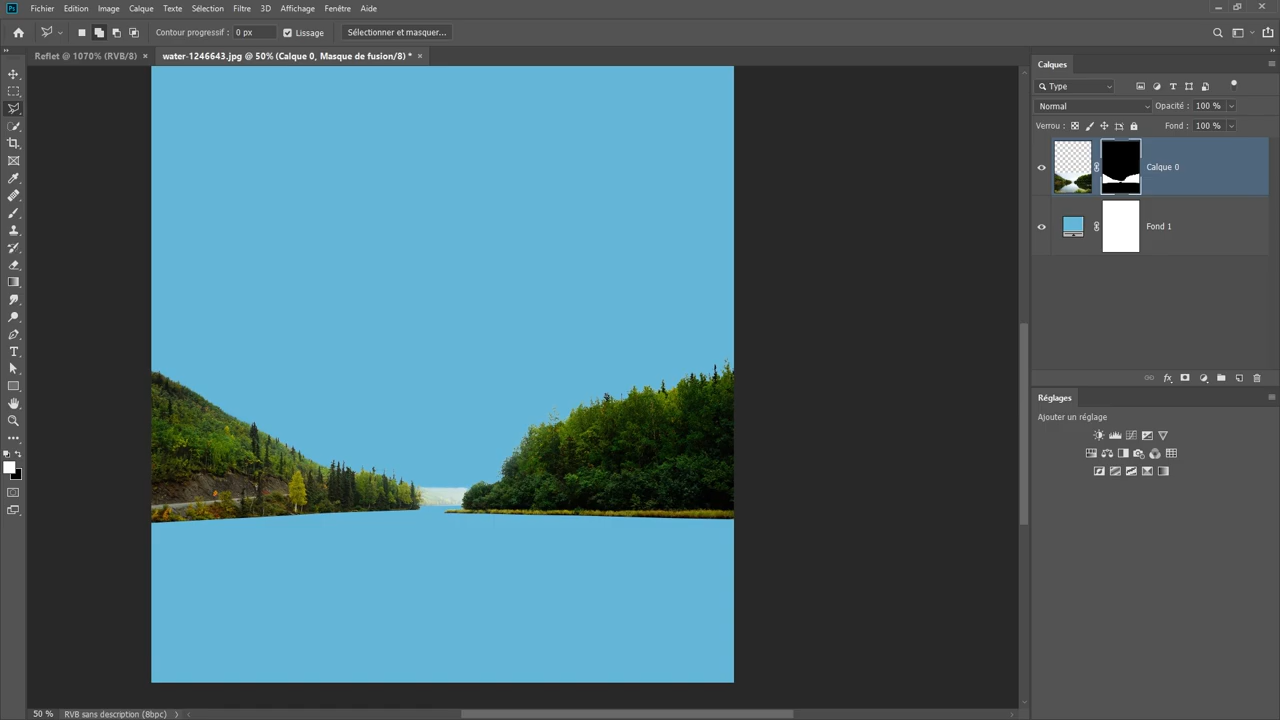 Ps Fichier Edition Image Calque Texte Sélection Filtre 3D Affichage Fenêtre Aide
Contour progressif : 0 px Lissage Sélectionner et masquer...
Reflet @ 1070% (RVB/8) × water-1246643.jpg @ 50% (Calque 0, Masque de fusion/8) * ×
Calques
Type
Normal Opacité : 100 %
Verrou : Fond : 100 %
Calque 0
Fond 1
fx
Réglages
Ajouter un réglage
50 % RVB sans description (8bpc)